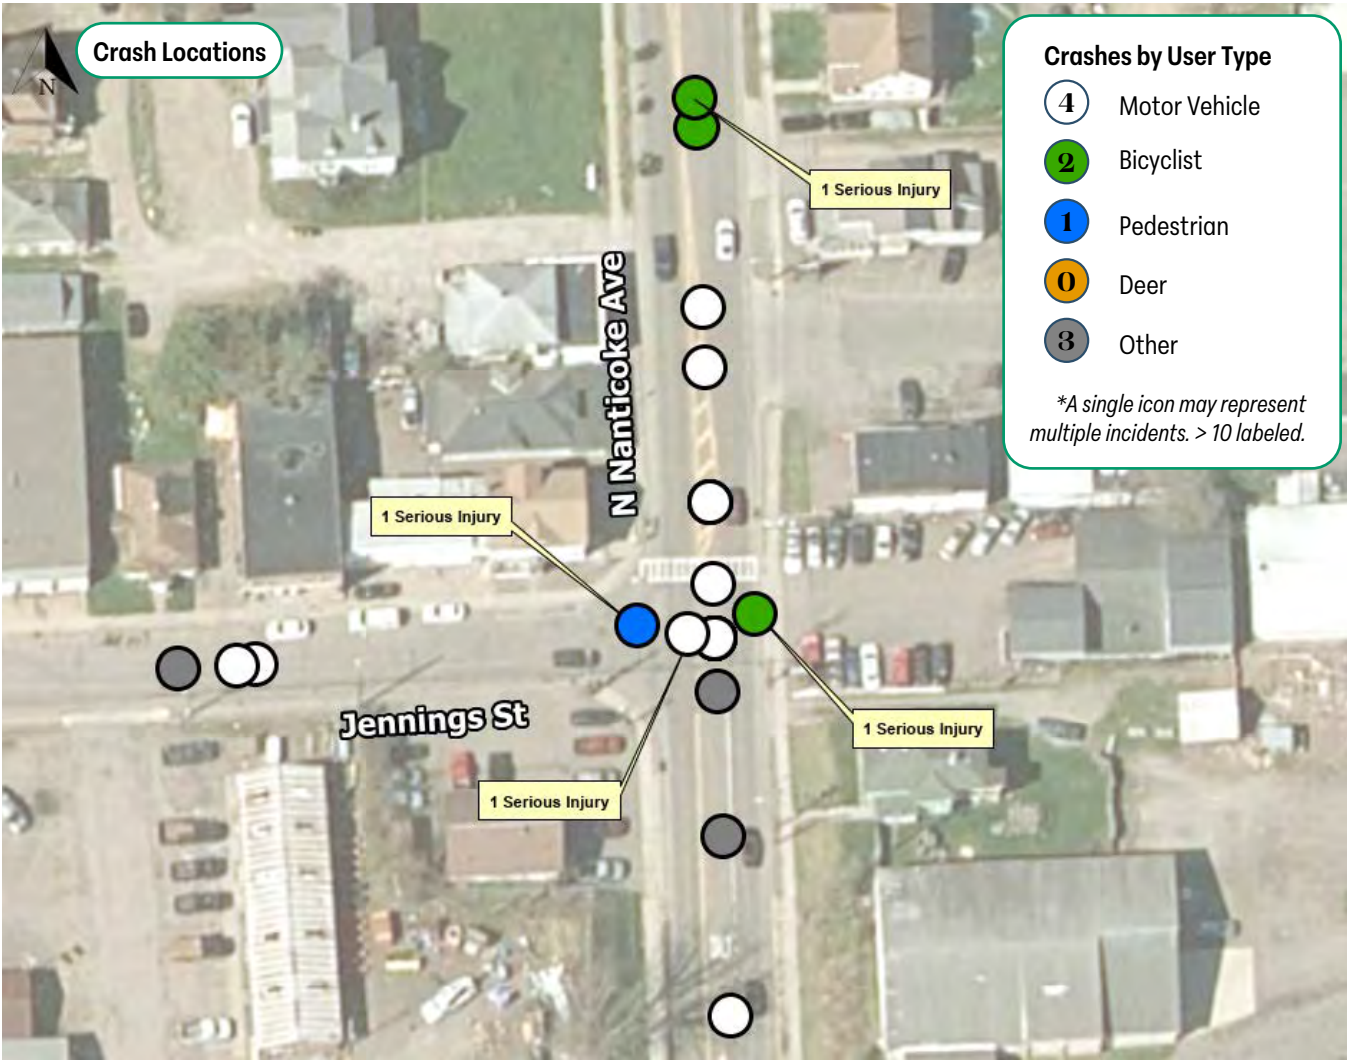 Crash Locations
N
Crashes by User Type
4 Motor Vehicle
2 Bicyclist
1 Pedestrian
0 Deer
3 Other
*A single icon may represent
multiple incidents. > 10 labeled.
1 Serious Injury
N Nanticoke Ave
1 Serious Injury
Jennings St
1 Serious Injury
1 Serious Injury